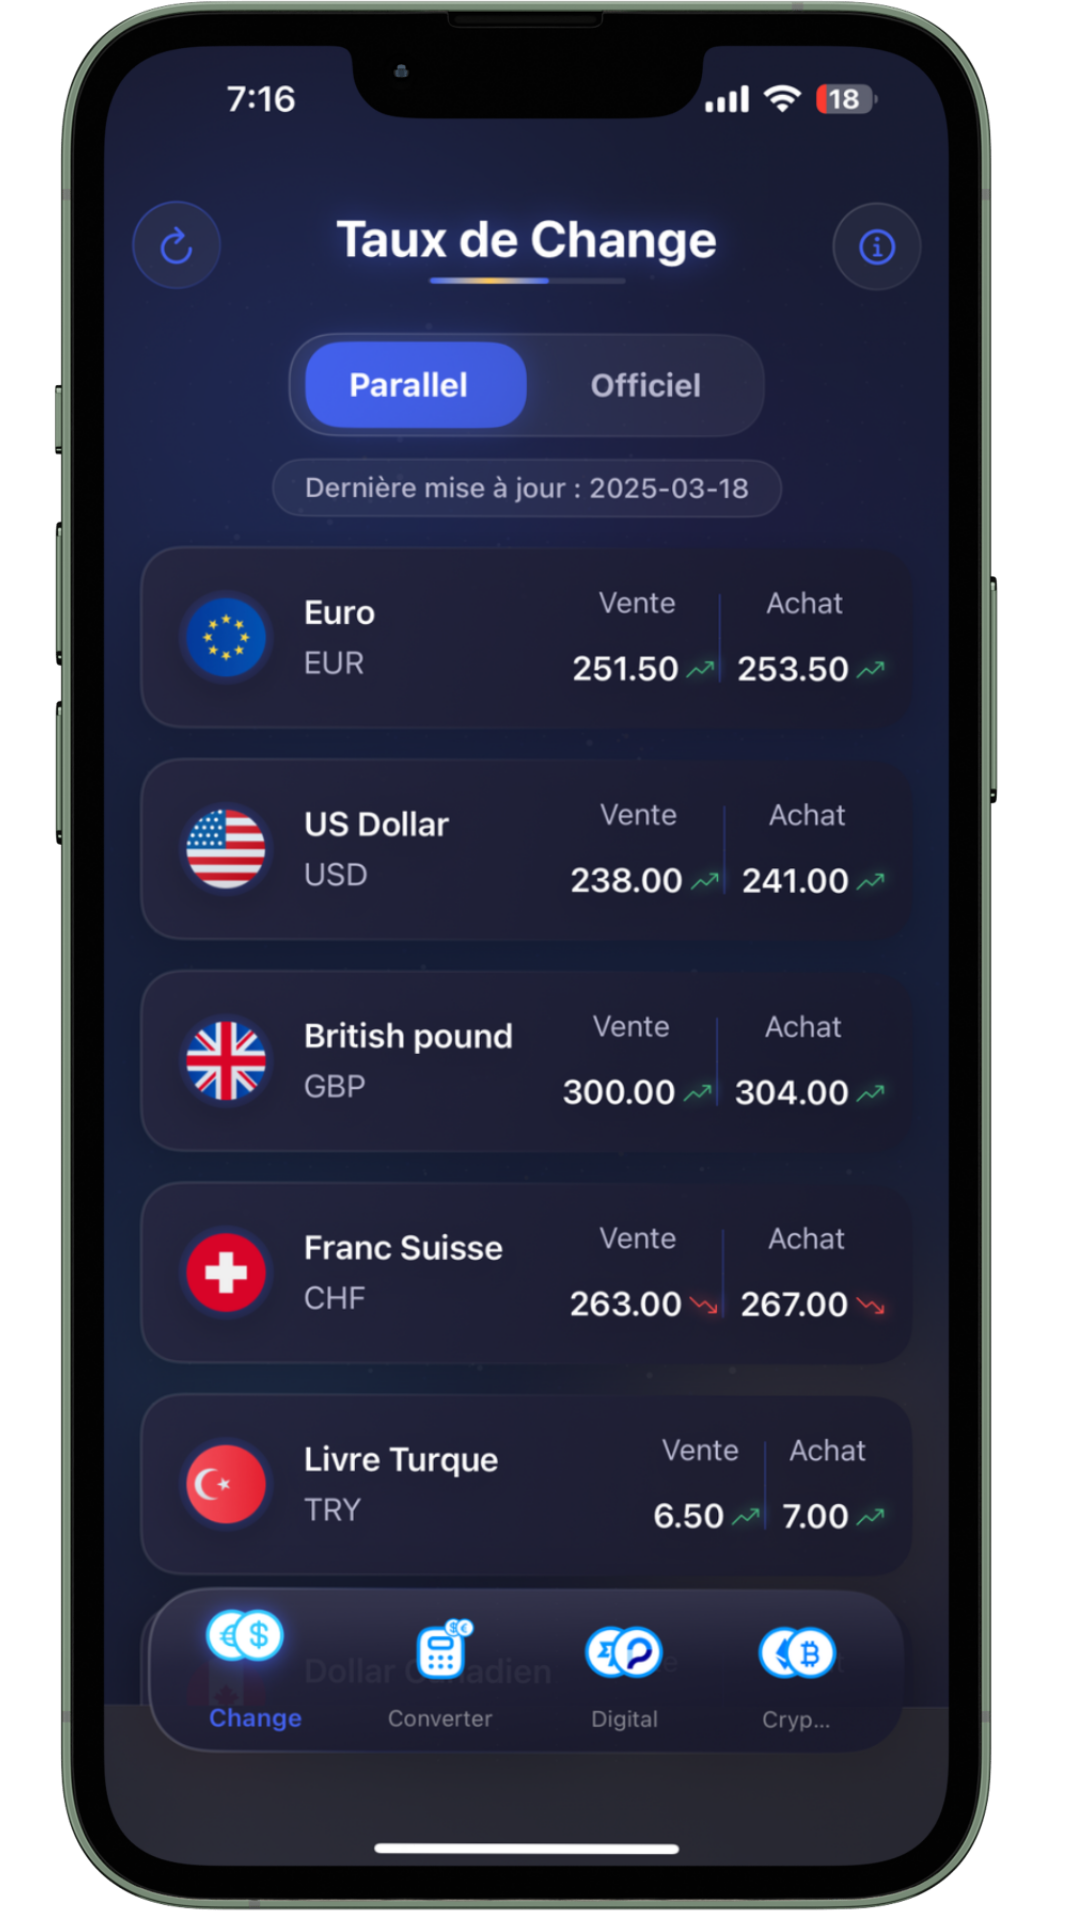 7:16
18
Taux de Change
Parallel Officiel
Dernière mise à jour : 2025-03-18
Vente Achat
Euro
EUR
251.50 253.50
Vente Achat
US Dollar
USD
238.00 241.00
Vente Achat
British pound
GBP
300.00 304.00
Vente Achat
Franc Suisse
CHF
263.00 267.00
Vente Achat
Livre Turque
TRY
6.50 7.00
Dollar Canadien
Change Converter Digital Cryp...